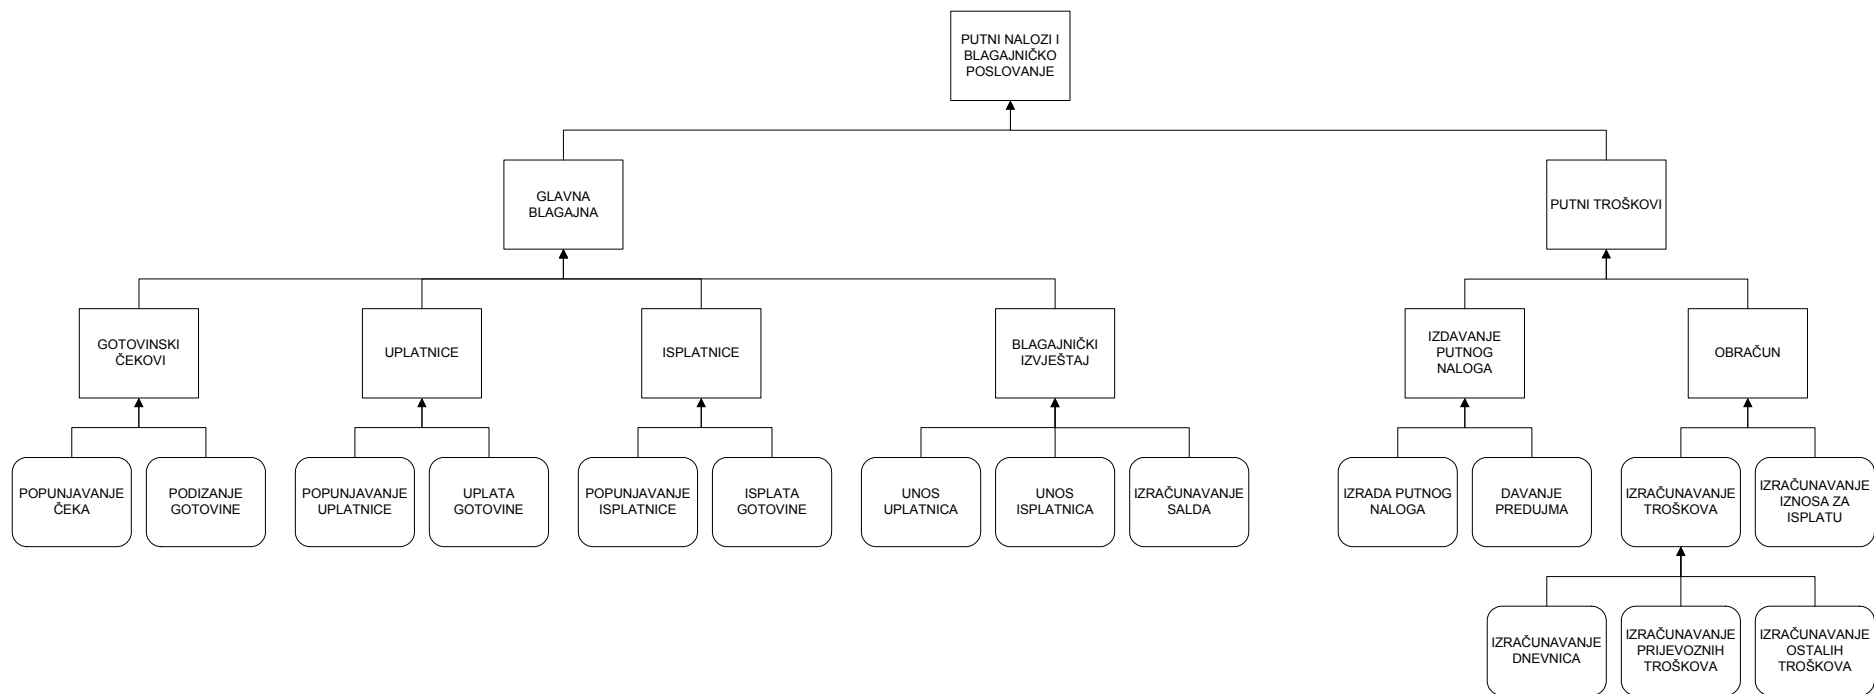 PUTNI NALOZI I
BLAGAJNIČKO
POSLOVANJE
GLAVNA
BLAGAJNA
PUTNI TROŠKOVI
GOTOVINSKI
ČEKOVI
UPLATNICE
ISPLATNICE
BLAGAJNIČKI
IZVJEŠTAJ
IZDAVANJE
PUTNOG
NALOGA
OBRAČUN
POPUNJAVANJE
ČEKA
PODIZANJE
GOTOVINE
POPUNJAVANJE
UPLATNICE
UPLATA
GOTOVINE
POPUNJAVANJE
ISPLATNICE
ISPLATA
GOTOVINE
UNOS
UPLATNICA
UNOS
ISPLATNICA
IZRAČUNAVANJE
SALDA
IZRADA PUTNOG
NALOGA
DAVANJE
PREDUJMA
IZRAČUNAVANJE
TROŠKOVA
IZRAČUNAVANJE
IZNOSA ZA
ISPLATU
IZRAČUNAVANJE
DNEVNICA
IZRAČUNAVANJE
PRIJEVOZNIH
TROŠKOVA
IZRAČUNAVANJE
OSTALIH
TROŠKOVA